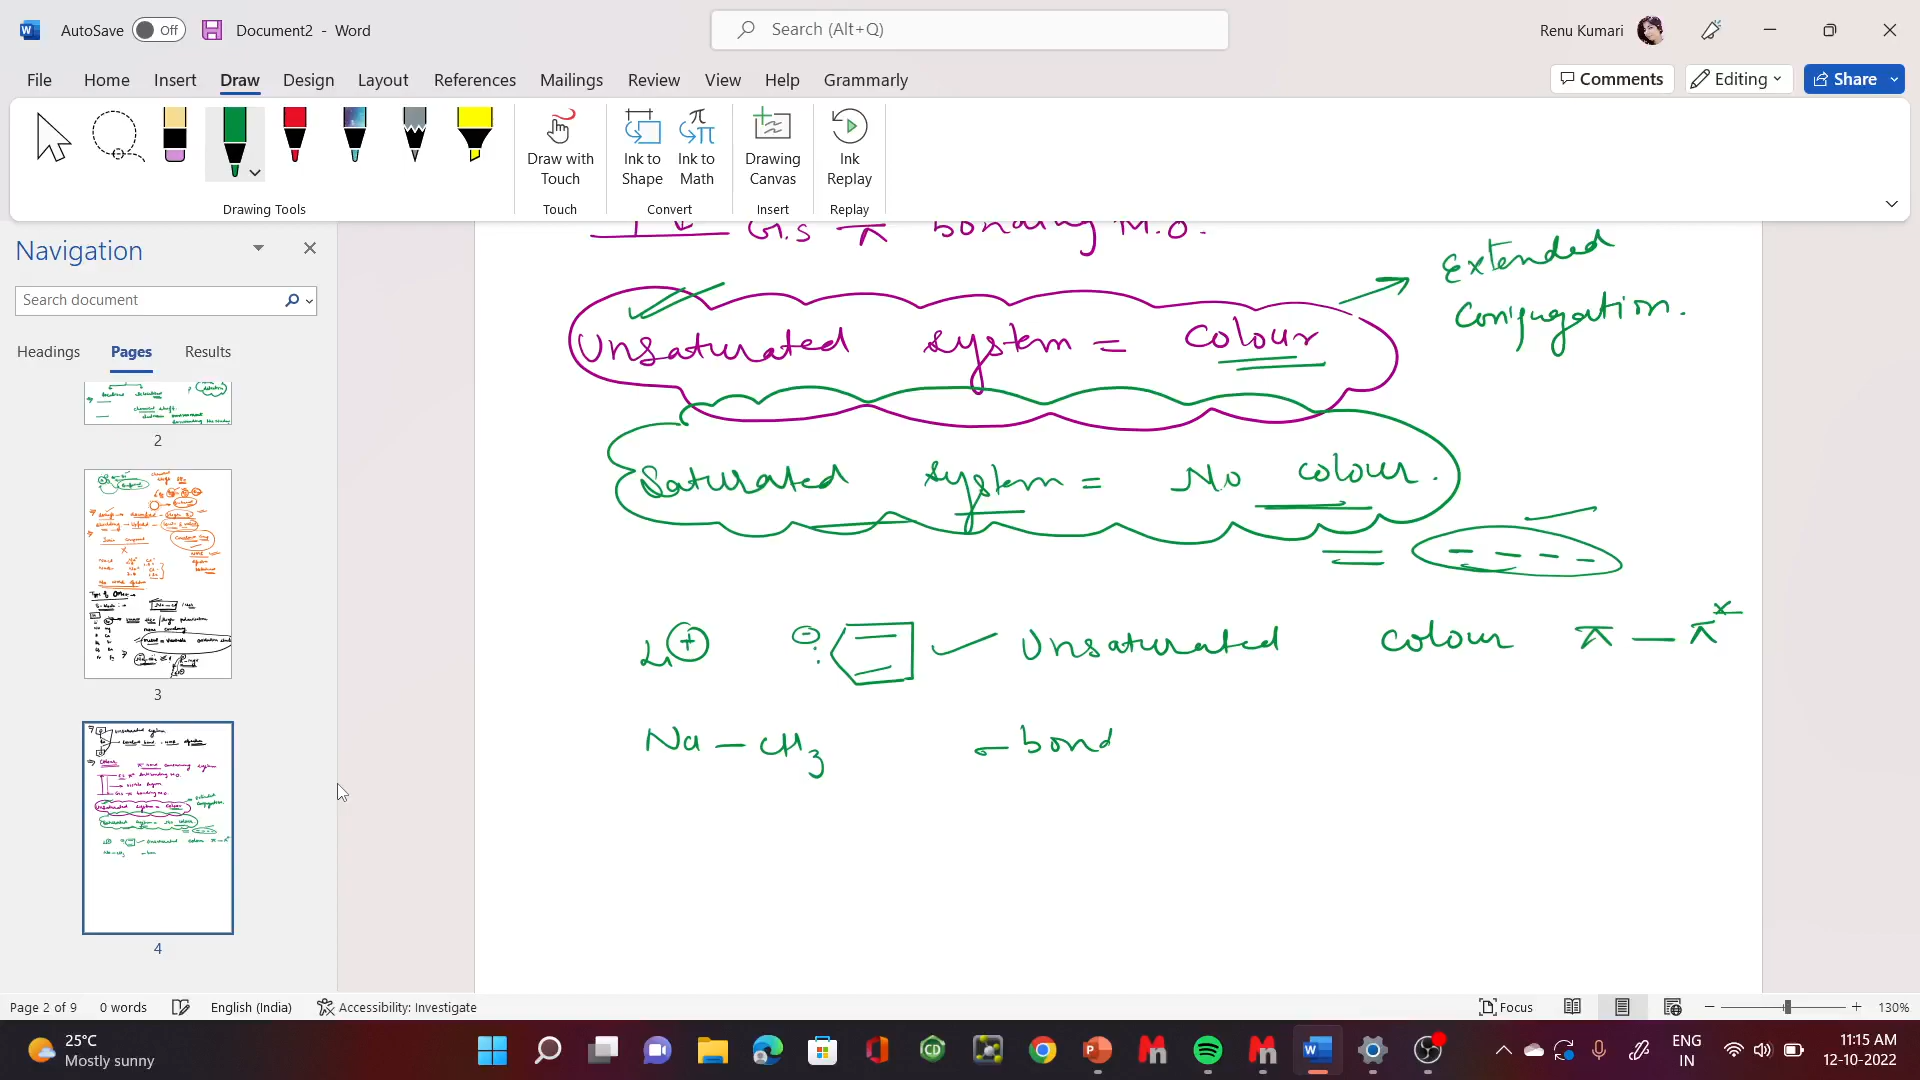 AutoSave Off Document2 - Word Search (Alt+Q) Renu Kumari
File Home Insert Draw Design Layout References Mailings Review View Help Grammarly Comments Editing Share
Draw with Touch
Ink to Shape
Ink to Math
Drawing Canvas
Ink Replay
Drawing Tools Touch Convert Insert Replay
Navigation
Search document
Headings Pages Results
2
3
4
G.S π bonding M.O.
Extended
Conjugation.
Unsaturated system = Colour
Saturated system = No colour.
Li + Unsaturated colour π — π*
Na — CH3 σ- bond
Page 2 of 9 0 words English (India) Accessibility: Investigate Focus 130%
25°C
Mostly sunny
ENG
IN
11:15 AM
12-10-2022